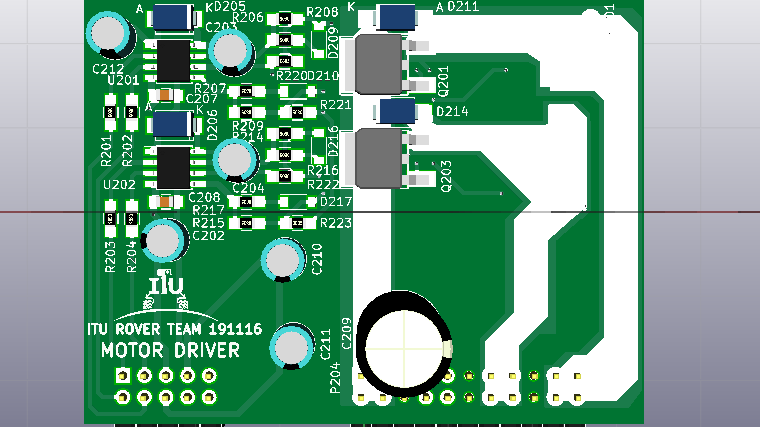 A
K
D205
R206
R208
K
A
D211
C203
D209
C212
U201
R220
D210
Q201
R207
C207
R221
A
K
D206
D214
R209
R214
D216
R201
R202
R216
Q203
U202
C204
R222
C208
R217
D217
R215
R223
C202
R203
R204
C210
İTÜ
ITU ROVER TEAM 191116
MOTOR DRIVER
C211
C209
P204